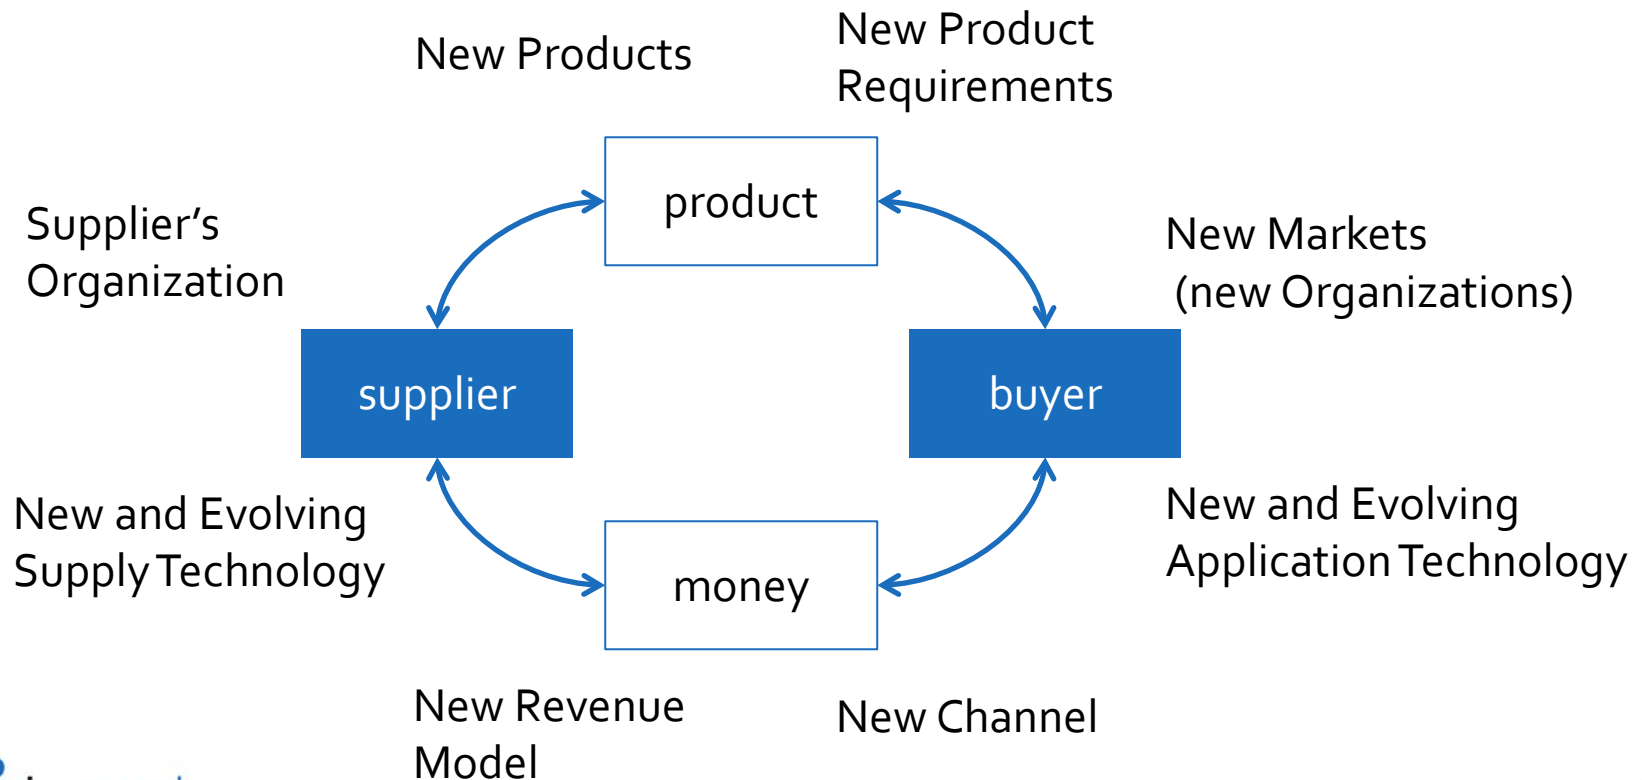 New Products
New Product
Requirements
product
Supplier’s
Organization
New Markets
(new Organizations)
supplier
buyer
New and Evolving
Supply Technology
New and Evolving
Application Technology
money
New Revenue
Model
New Channel